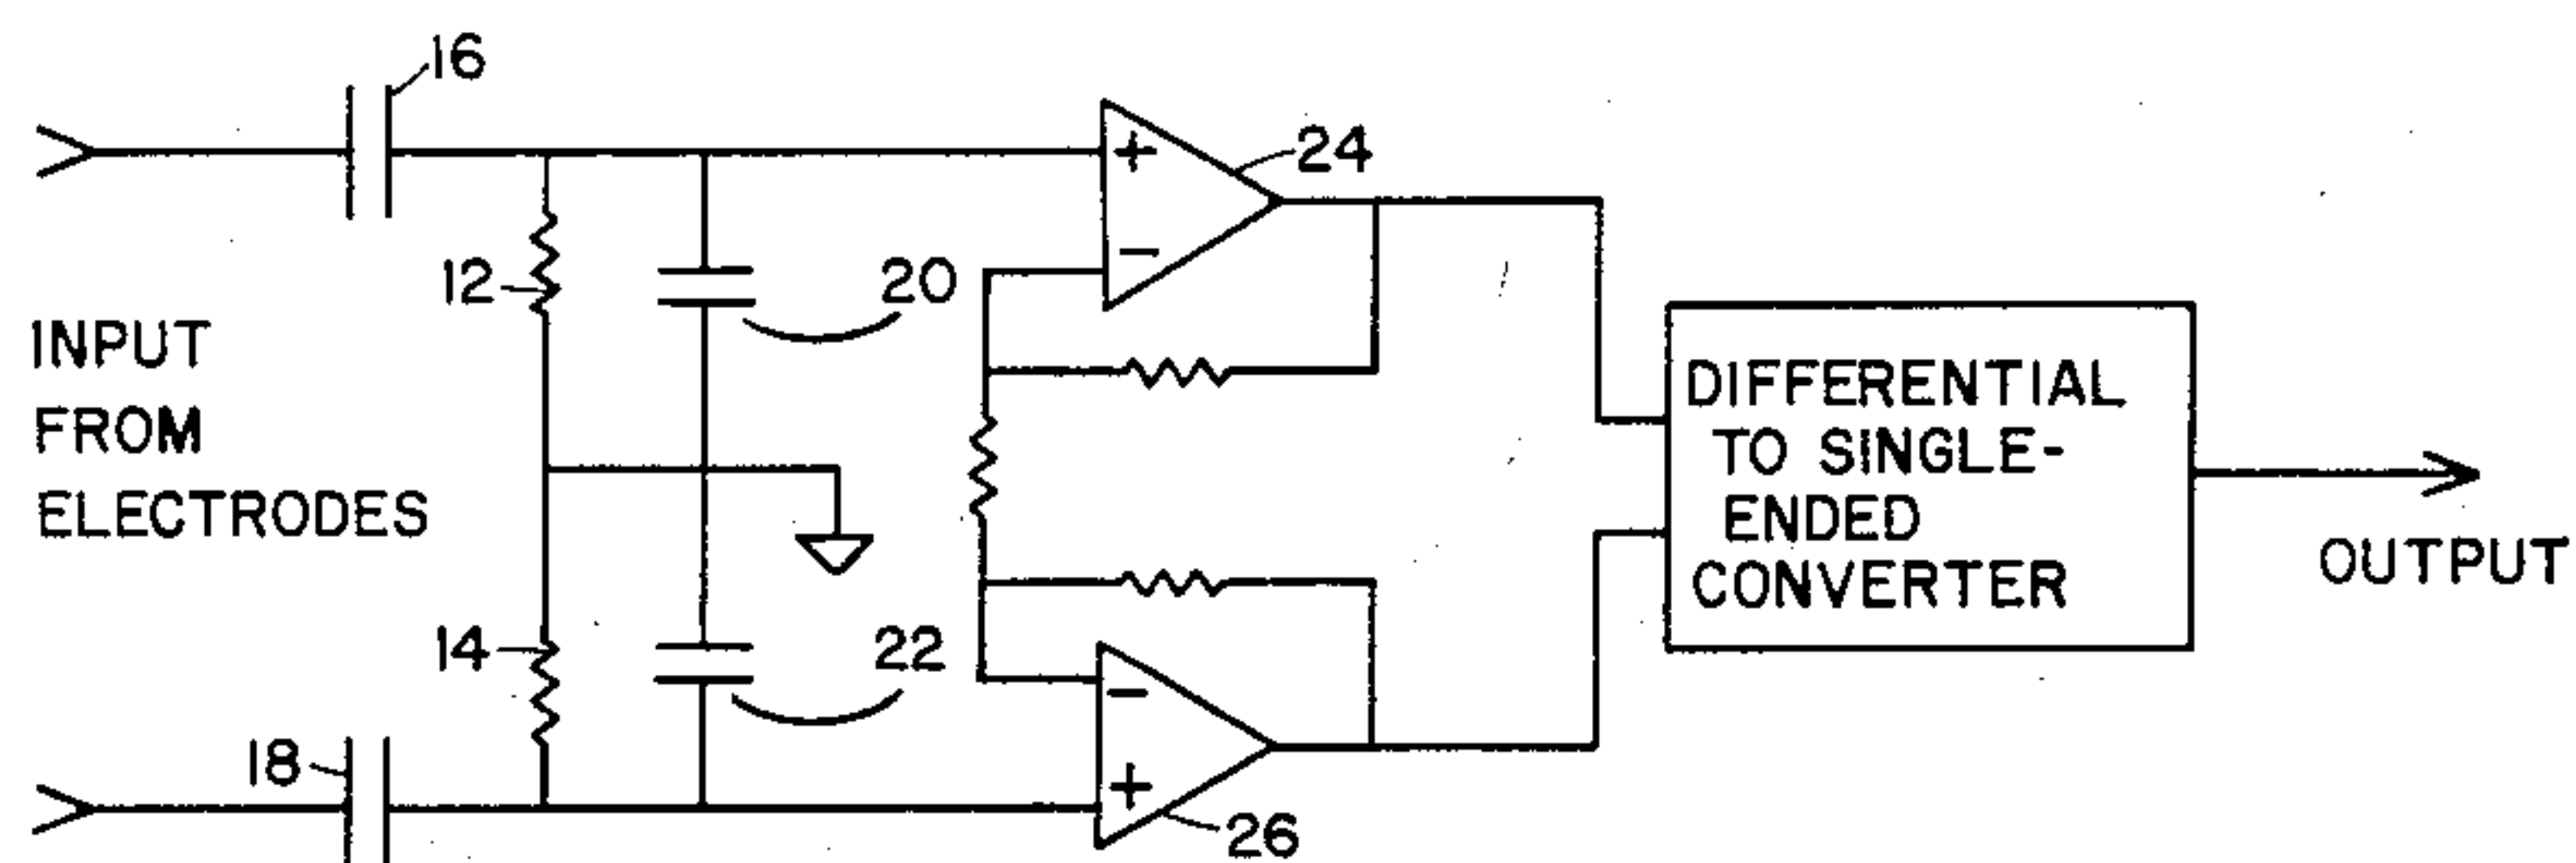 16
24
+
-
12
20
INPUT
FROM
ELECTRODES
DIFFERENTIAL
TO SINGLE-
ENDED
CONVERTER
OUTPUT
14
22
-
+
18
26